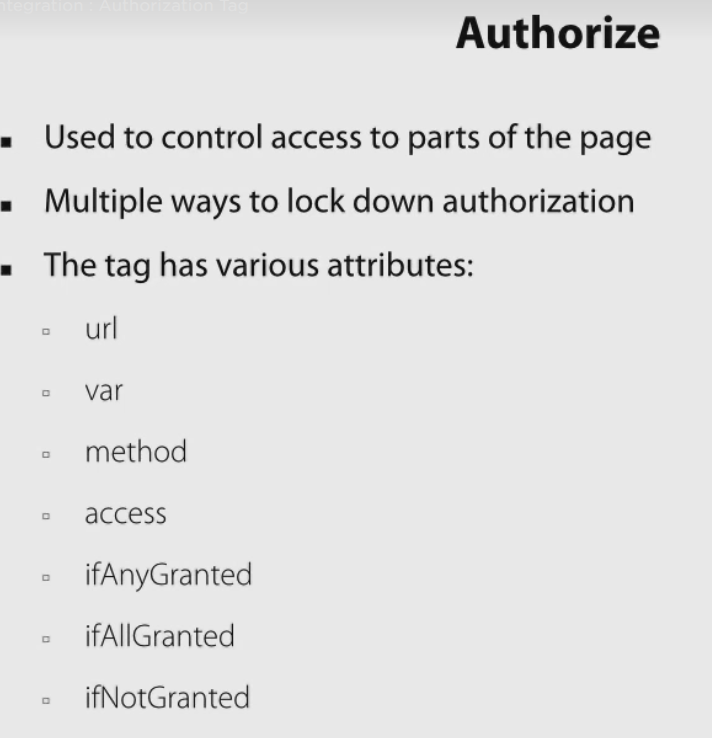 ntegration : Authorization Tag
Authorize
Used to control access to parts of the page
Multiple ways to lock down authorization
The tag has various attributes:
url
var
method
access
ifAnyGranted
ifAllGranted
ifNotGranted